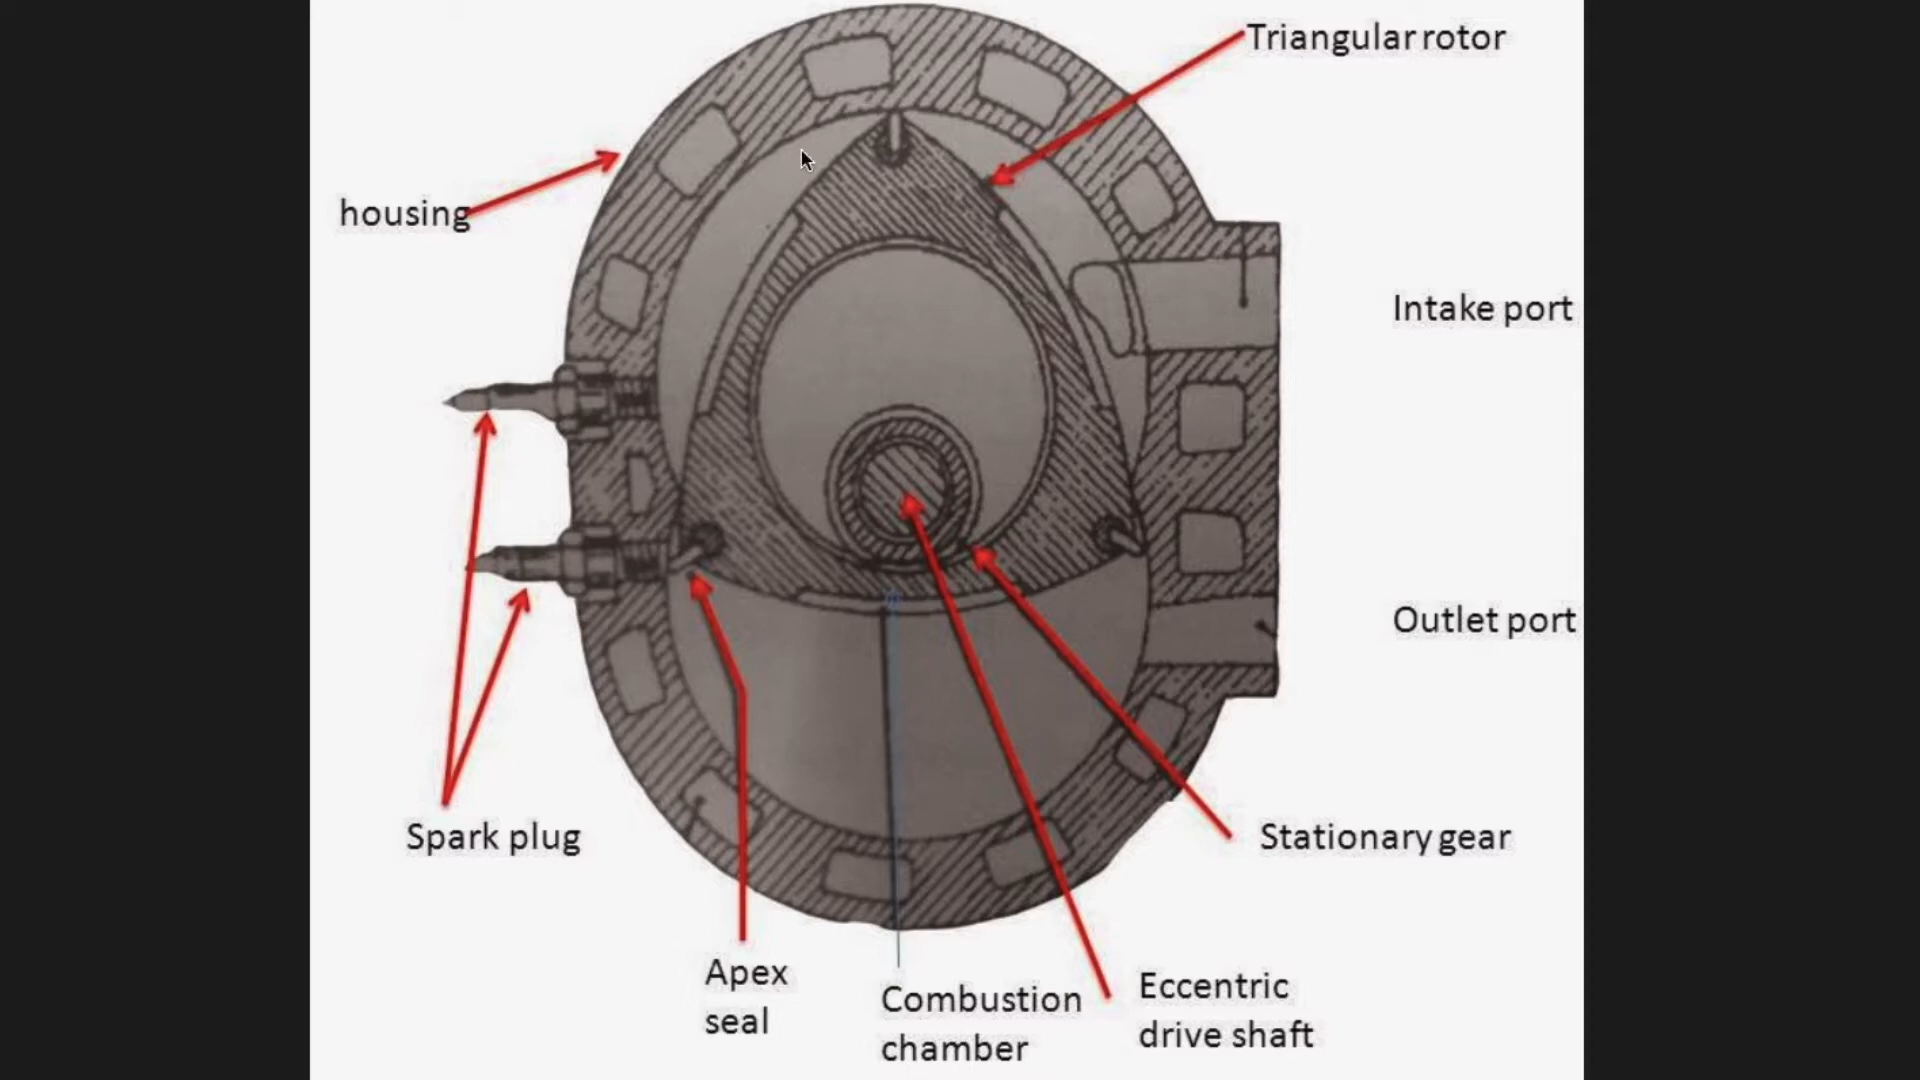 Triangular rotor
housing
Intake port
Outlet port
Spark plug
Stationary gear
Apex
seal
Combustion
chamber
Eccentric
drive shaft